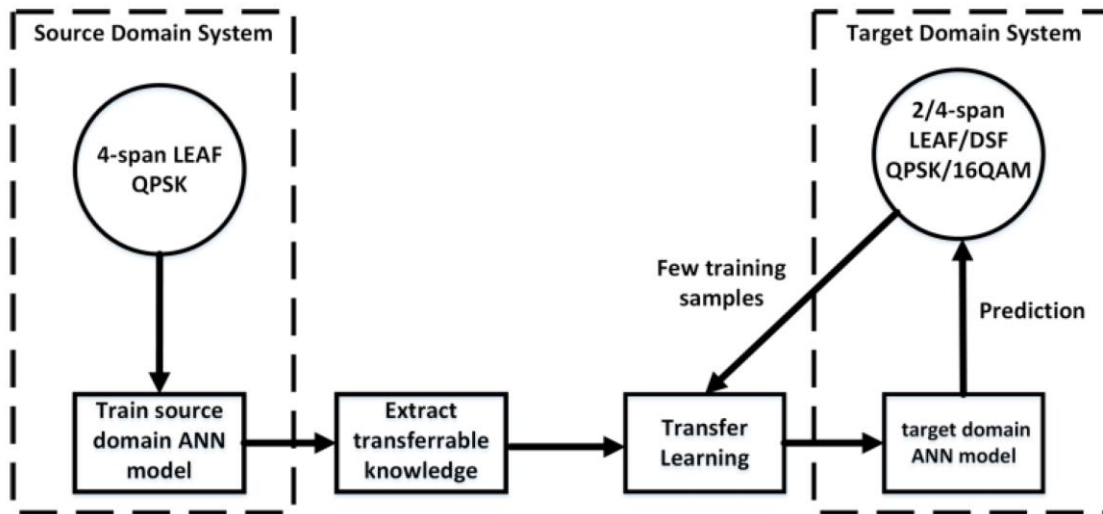 Source Domain System
4-span LEAF
QPSK
Train source
domain ANN
model
Extract
transferrable
knowledge
Few training
samples
Transfer
Learning
Target Domain System
2/4-span
LEAF/DSF
QPSK/16QAM
Prediction
target domain
ANN model